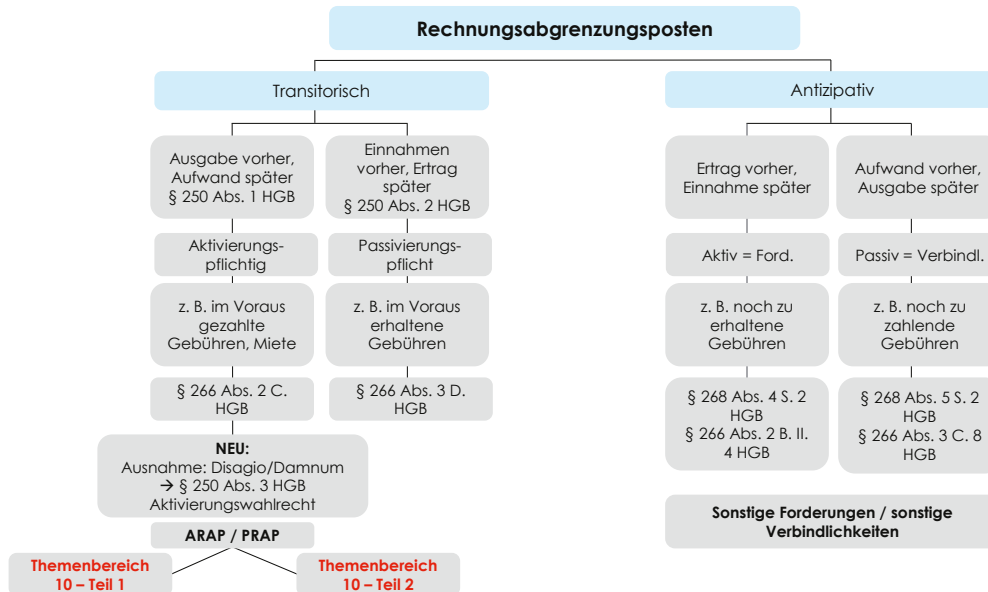 Rechnungsabgrenzungsposten
Transitorisch
Ausgabe vorher,
Aufwand später
§ 250 Abs. 1 HGB
Einnahmen
vorher, Ertrag
später
§ 250 Abs. 2 HGB
Aktivierungs-
pflichtig
Passivierungs-
pflicht
z. B. im Voraus
gezahlte
Gebühren, Miete
z. B. im Voraus
erhaltene
Gebühren
§ 266 Abs. 2 C.
HGB
§ 266 Abs. 3 D.
HGB
NEU:
Ausnahme: Disagio/Damnum
→ § 250 Abs. 3 HGB
Aktivierungswahlrecht
ARAP / PRAP
Themenbereich
10 – Teil 1
Themenbereich
10 – Teil 2
Antizipativ
Ertrag vorher,
Einnahme später
Aufwand vorher,
Ausgabe später
Aktiv = Ford.
Passiv = Verbindl.
z. B. noch zu
erhaltene
Gebühren
z. B. noch zu
zahlende
Gebühren
§ 268 Abs. 4 S. 2
HGB
§ 266 Abs. 2 B. II.
4 HGB
§ 268 Abs. 5 S. 2
HGB
§ 266 Abs. 3 C. 8
HGB
Sonstige Forderungen / sonstige
Verbindlichkeiten